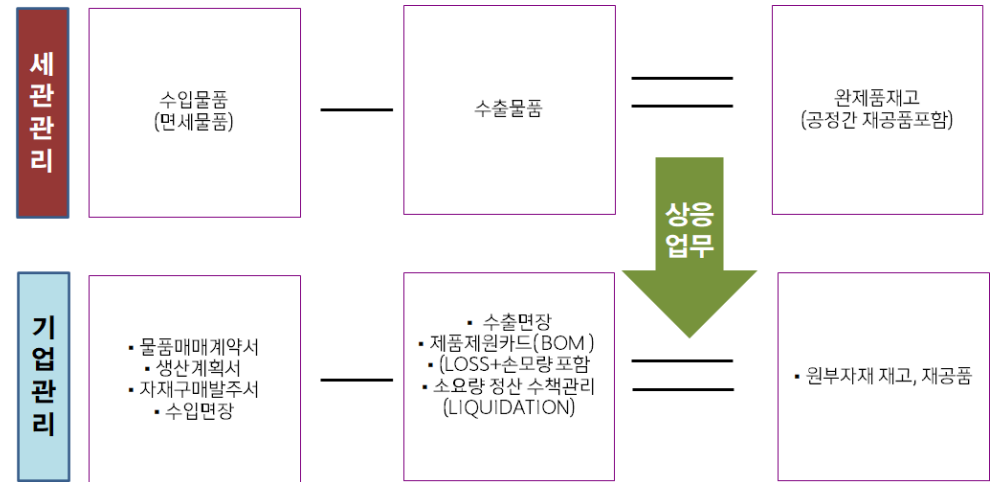 세관관리
수입물품
(면세물품)
수출물품
완제품재고
(공정간 재공품포함)
상응
업무
기업관리
▪ 물품매매계약서
▪ 생산계획서
▪ 자재구매발주서
▪ 수입면장
▪ 수출면장
▪ 제품제원카드(BOM )
▪ (LOSS+손모량 포함
▪ 소요량 정산 수책관리
(LIQUIDATION)
▪ 원부자재 재고, 재공품